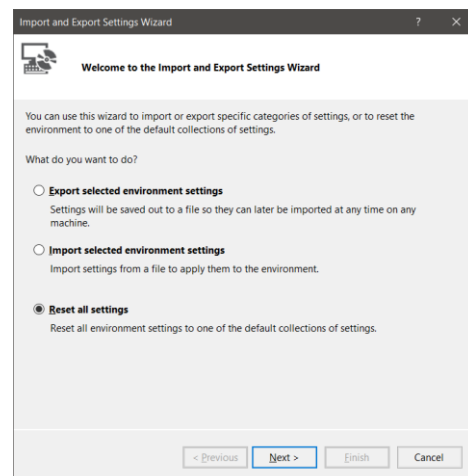 Import and Export Settings Wizard
? ×
Welcome to the Import and Export Settings Wizard
You can use this wizard to import or export specific categories of settings, or to reset the
environment to one of the default collections of settings.
What do you want to do?
Export selected environment settings
Settings will be saved out to a file so they can later be imported at any time on any
machine.
Import selected environment settings
Import settings from a file to apply them to the environment.
Reset all settings
Reset all environment settings to one of the default collections of settings.
< Previous Next > Finish Cancel